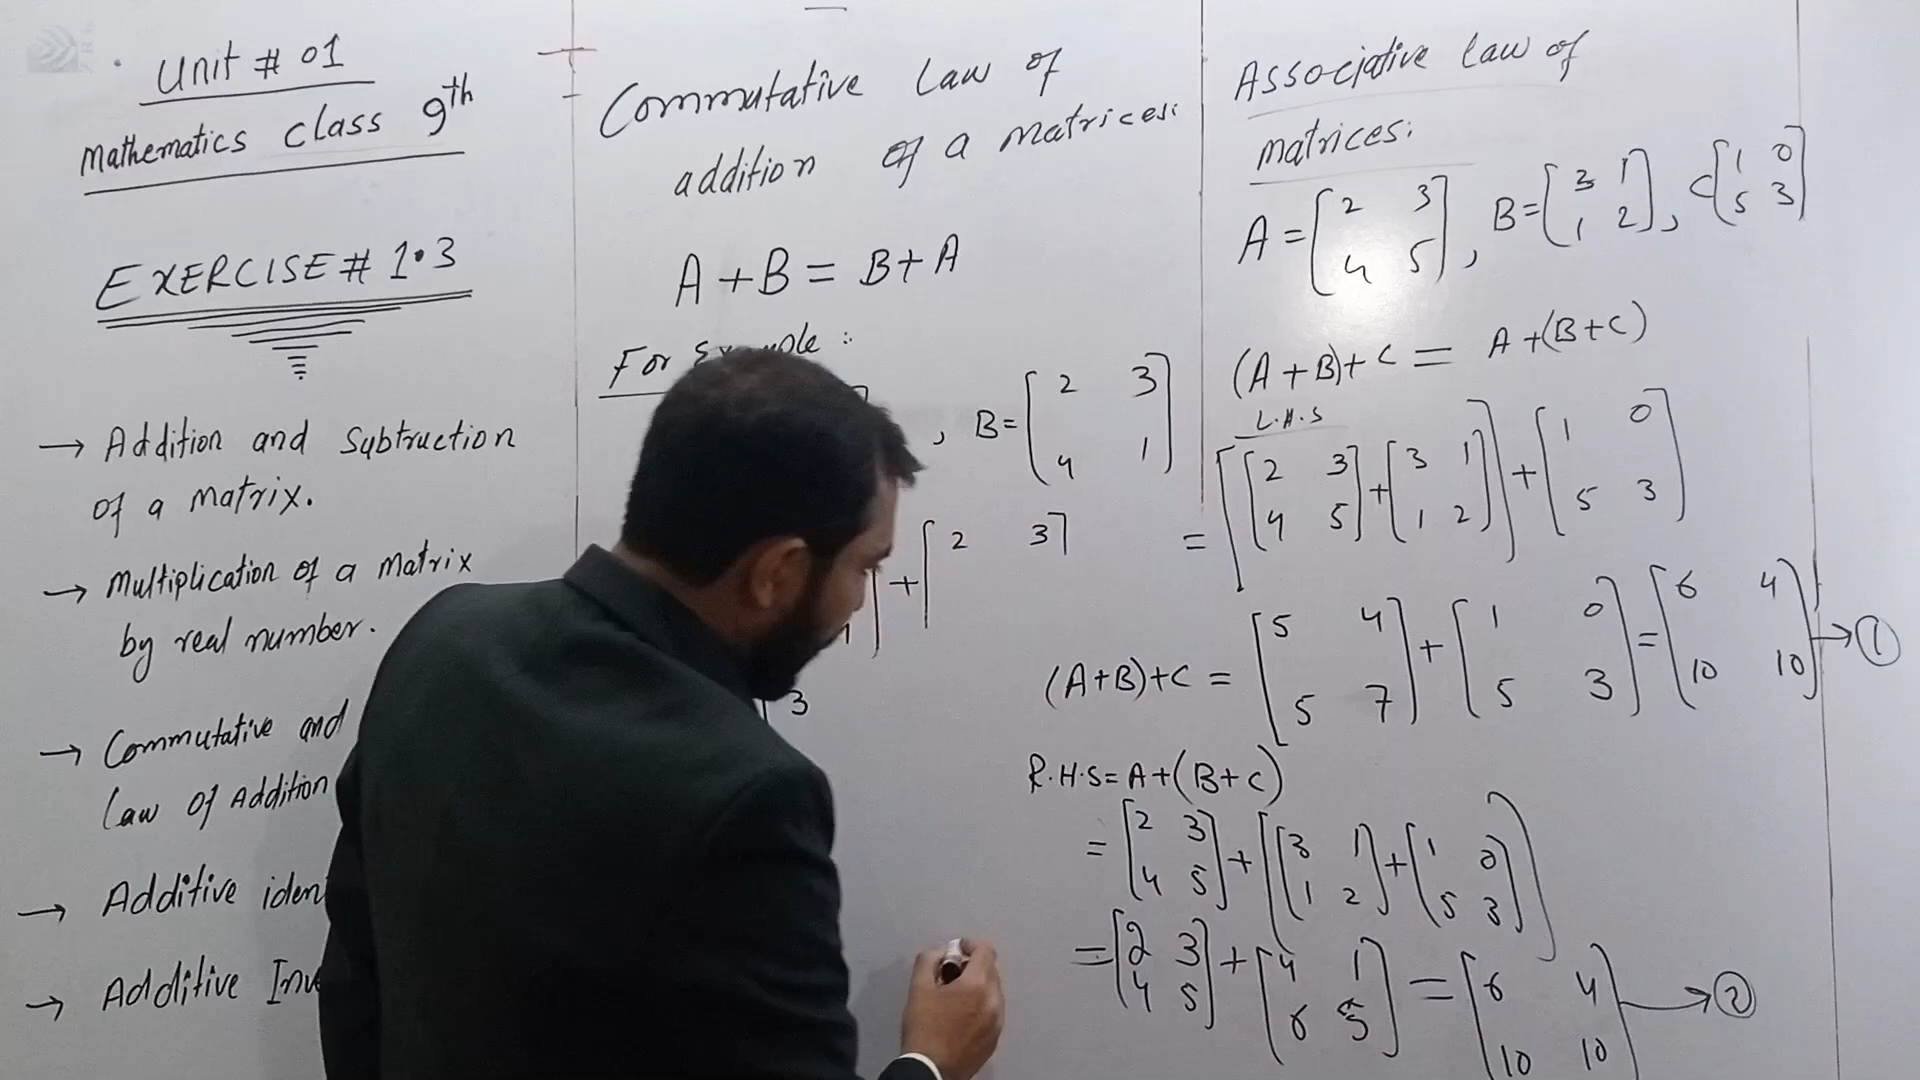 Unit # 01
Mathematics class 9th
EXERCISE # 1.3
→ Addition and Subtruction
of a matrix.
→ Multiplication of a Matrix
by real number.
→ Commutative and
Law of Addition
→ Additive iden
→ Additive Inv
Commutative Law of
addition of a matrices:
A + B = B + A
For Example :
, B = [2 3
4 1]
+ [2 3]
3
Associative Law of
matrices:
A = [2 3
4 5] , B = [3 1
1 2] , C [1 0
5 3]
(A + B) + C = A + (B + C)
L.H.S
= [[2 3
4 5] + [3 1
1 2]] + [1 0
5 3]
(A+B)+C = [5 4
5 7] + [1 0
5 3] = [6 4
10 10] → 1
R.H.S = A + (B + C)
= [2 3
4 5] + [[3 1
1 2] + [1 0
5 3]]
= [2 3
4 5] + [4 1
6 5] = [6 4
10 10] → 2